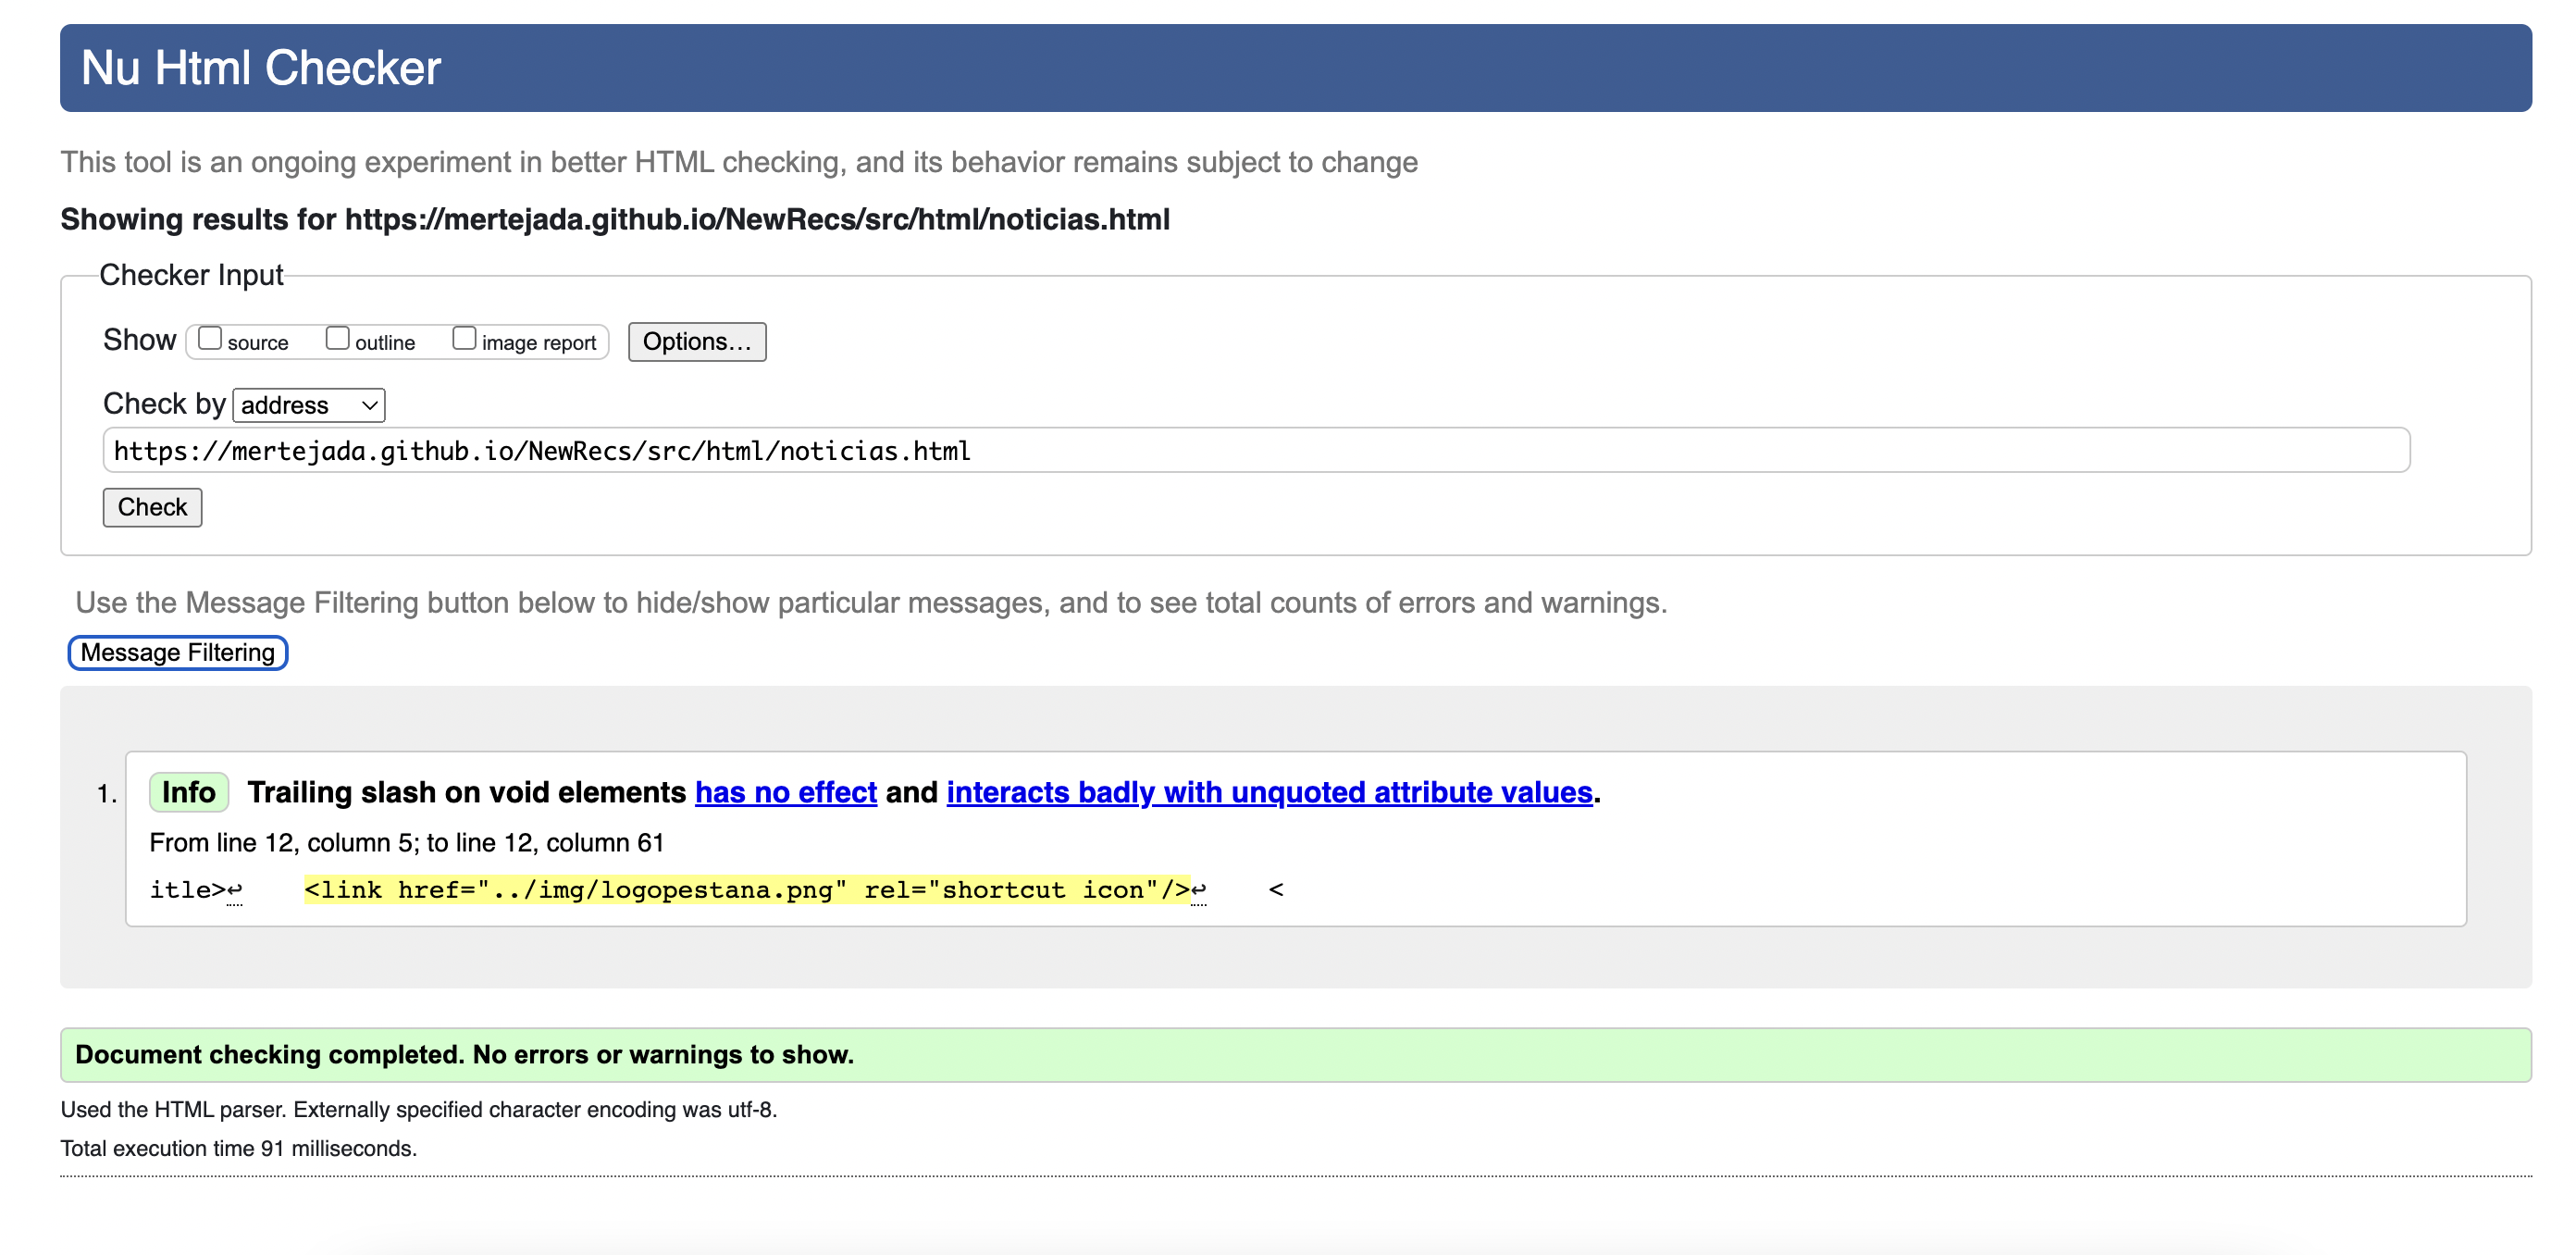 Nu Html Checker
This tool is an ongoing experiment in better HTML checking, and its behavior remains subject to change
Showing results for https://mertejada.github.io/NewRecs/src/html/noticias.html
Checker Input
Show source outline image report Options…
Check by address
https://mertejada.github.io/NewRecs/src/html/noticias.html
Check
Use the Message Filtering button below to hide/show particular messages, and to see total counts of errors and warnings.
Message Filtering
1. Info Trailing slash on void elements has no effect and interacts badly with unquoted attribute values.
From line 12, column 5; to line 12, column 61
itle>↩ <link href="../img/logopestana.png" rel="shortcut icon"/>↩ <
Document checking completed. No errors or warnings to show.
Used the HTML parser. Externally specified character encoding was utf-8.
Total execution time 91 milliseconds.